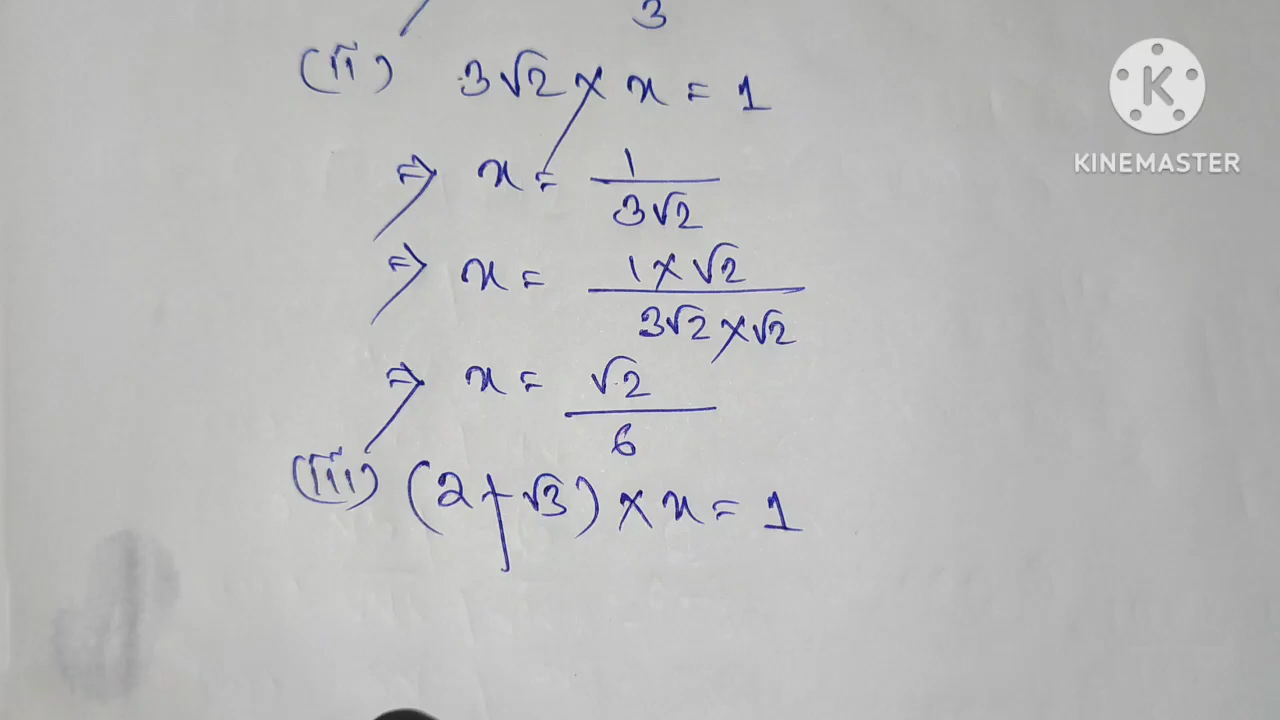 3
(ii) 3√2 × x = 1
⇒ x = 1/3√2
⇒ x = 1×√2/3√2×√2
⇒ x = √2/6
(iii) (2+√3) × x = 1
K
KINEMASTER